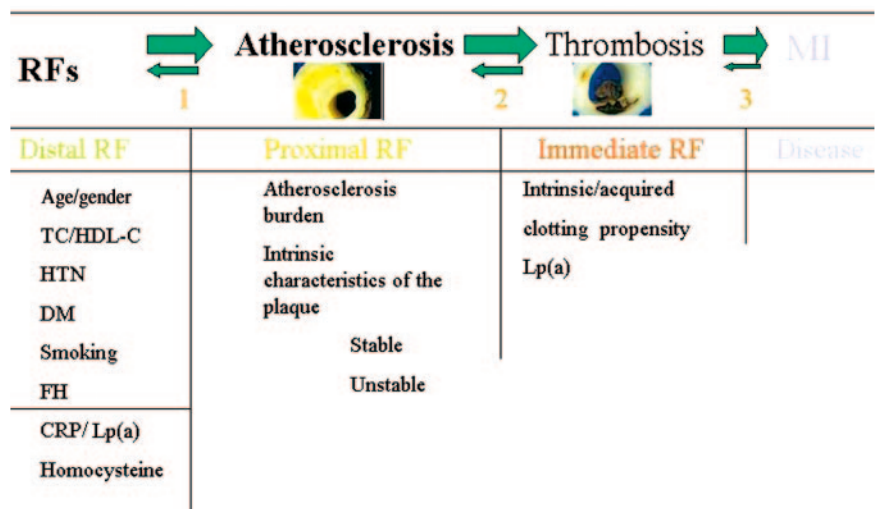 RFs
Atherosclerosis
Thrombosis
MI
1
2
3
Distal RF
Proximal RF
Immediate RF
Disease
Age/gender
TC/HDL-C
HTN
DM
Smoking
FH
CRP/ Lp(a)
Homocysteine
Atherosclerosis
burden
Intrinsic
characteristics of the
plaque
Stable
Unstable
Intrinsic/acquired
clotting propensity
Lp(a)